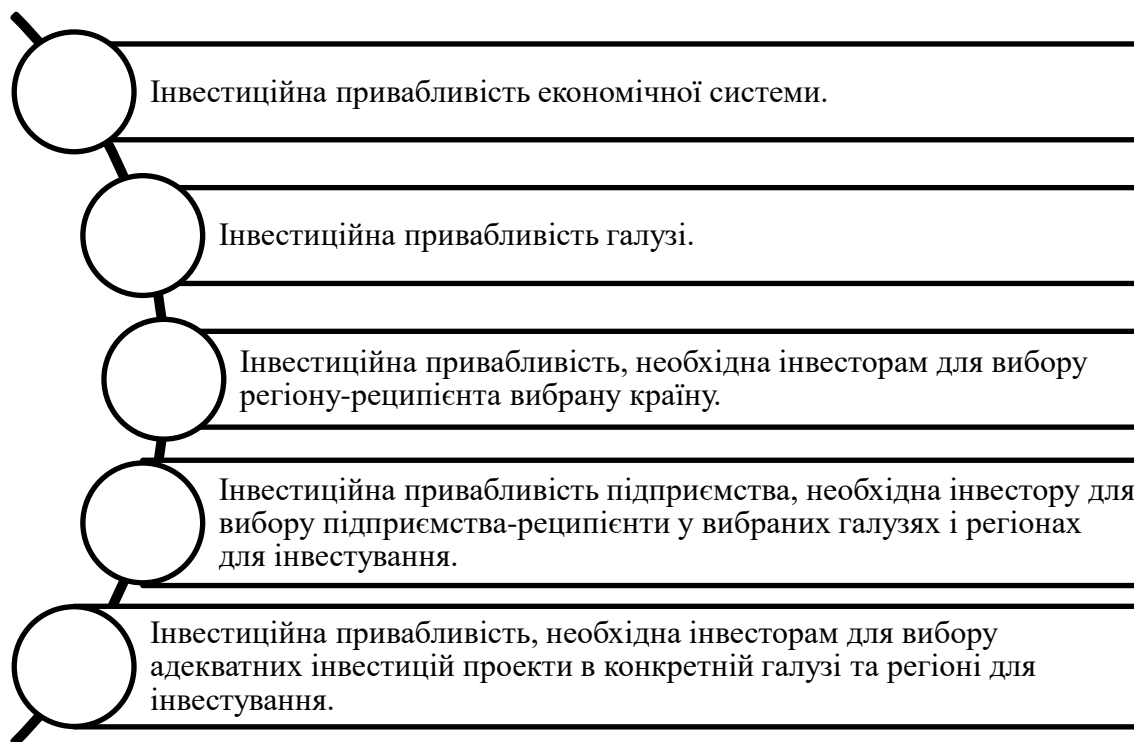 Інвестиційна привабливість економічної системи.
Інвестиційна привабливість галузі.
Інвестиційна привабливість, необхідна інвесторам для вибору
регіону-реципієнта вибрану країну.
Інвестиційна привабливість підприємства, необхідна інвестору для
вибору підприємства-реципієнти у вибраних галузях і регіонах
для інвестування.
Інвестиційна привабливість, необхідна інвесторам для вибору
адекватних інвестицій проекти в конкретній галузі та регіоні для
інвестування.